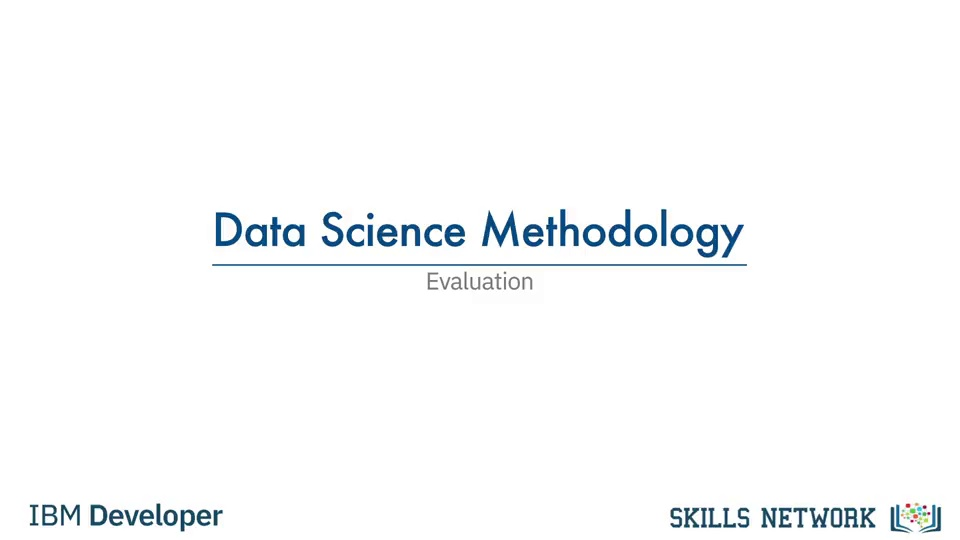 Data Science Methodology
Evaluation
IBM Developer
SKILLS NETWORK